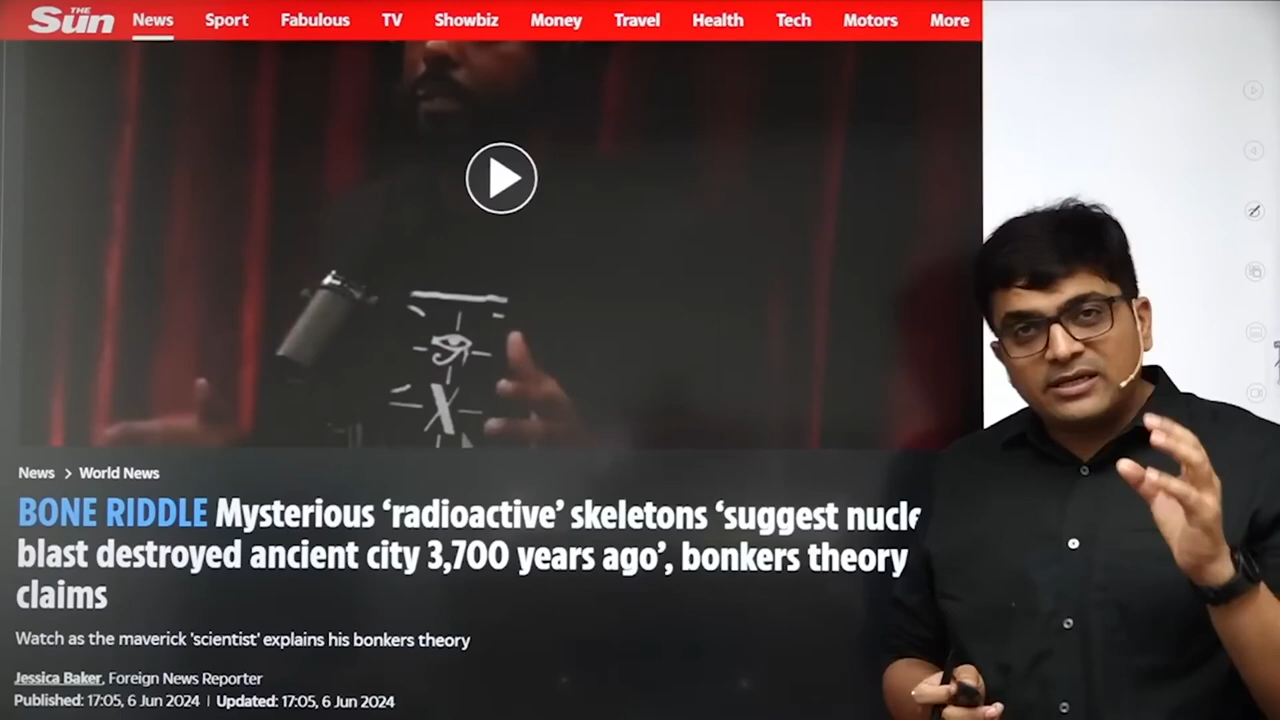 THE
Sun News Sport Fabulous TV Showbiz Money Travel Health Tech Motors More
X
News > World News
BONE RIDDLE Mysterious ‘radioactive’ skeletons ‘suggest
blast destroyed ancient city 3,700 years ago’, bonkers theory
claims
Watch as the maverick 'scientist' explains his bonkers theory
Jessica Baker, Foreign News Reporter
Published: 17:05, 6 Jun 2024 | Updated: 17:05, 6 Jun 2024